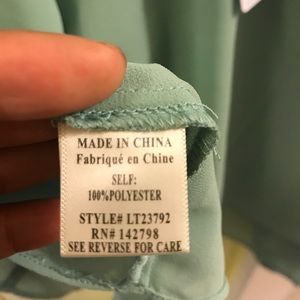 MADE IN CHINA
Fabriqué en Chine
SELF:
100%POLYESTER
STYLE# LT23792
RN# 142798
SEE REVERSE FOR CARE